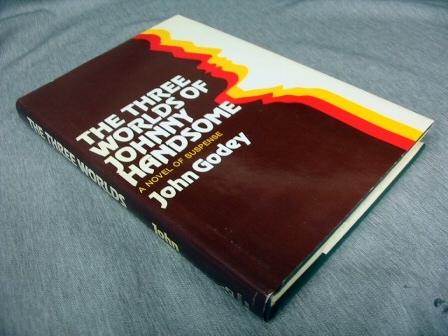 THE THREE
WORLDS OF
JOHNNY
HANDSOME
A NOVEL OF SUSPENSE
John Godey
THE THREE WORLDS
John